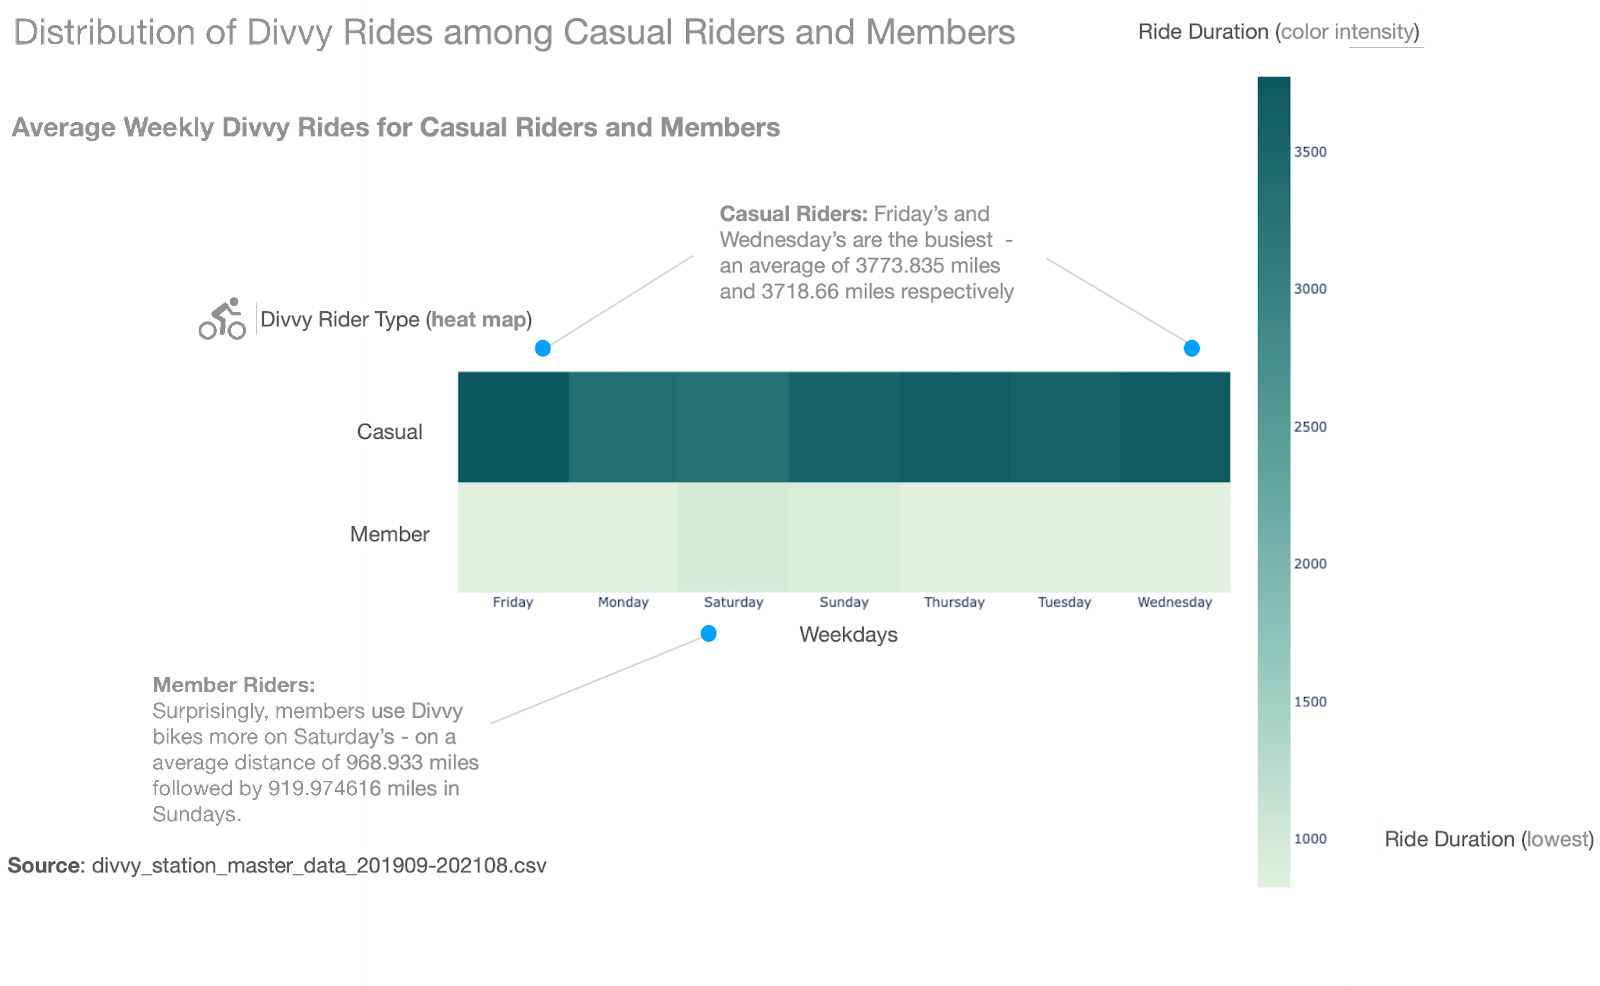 Distribution of Divvy Rides among Casual Riders and Members
Ride Duration (color intensity)
Average Weekly Divvy Rides for Casual Riders and Members
3500
Casual Riders: Friday’s and
Wednesday’s are the busiest  -
an average of 3773.835 miles
and 3718.66 miles respectively
3000
Divvy Rider Type (heat map)
Casual
2500
Member
2000
Friday Monday Saturday Sunday Thursday Tuesday Wednesday
Weekdays
Member Riders:
Surprisingly, members use Divvy
bikes more on Saturday’s - on a
average distance of 968.933 miles
followed by 919.974616 miles in
Sundays.
1500
1000
Ride Duration (lowest)
Source: divvy_station_master_data_201909-202108.csv